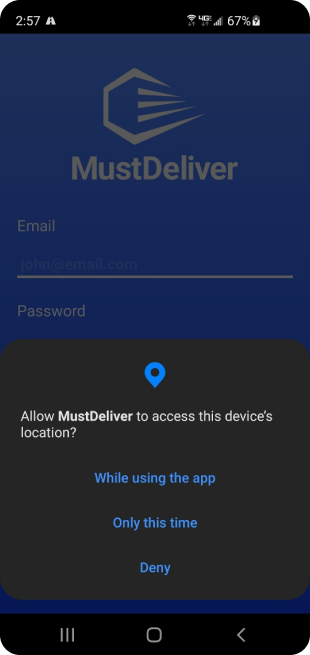 2:57 4GE 67%
MustDeliver
Email
john@email.com
Password
Allow MustDeliver to access this device's
location?
While using the app
Only this time
Deny